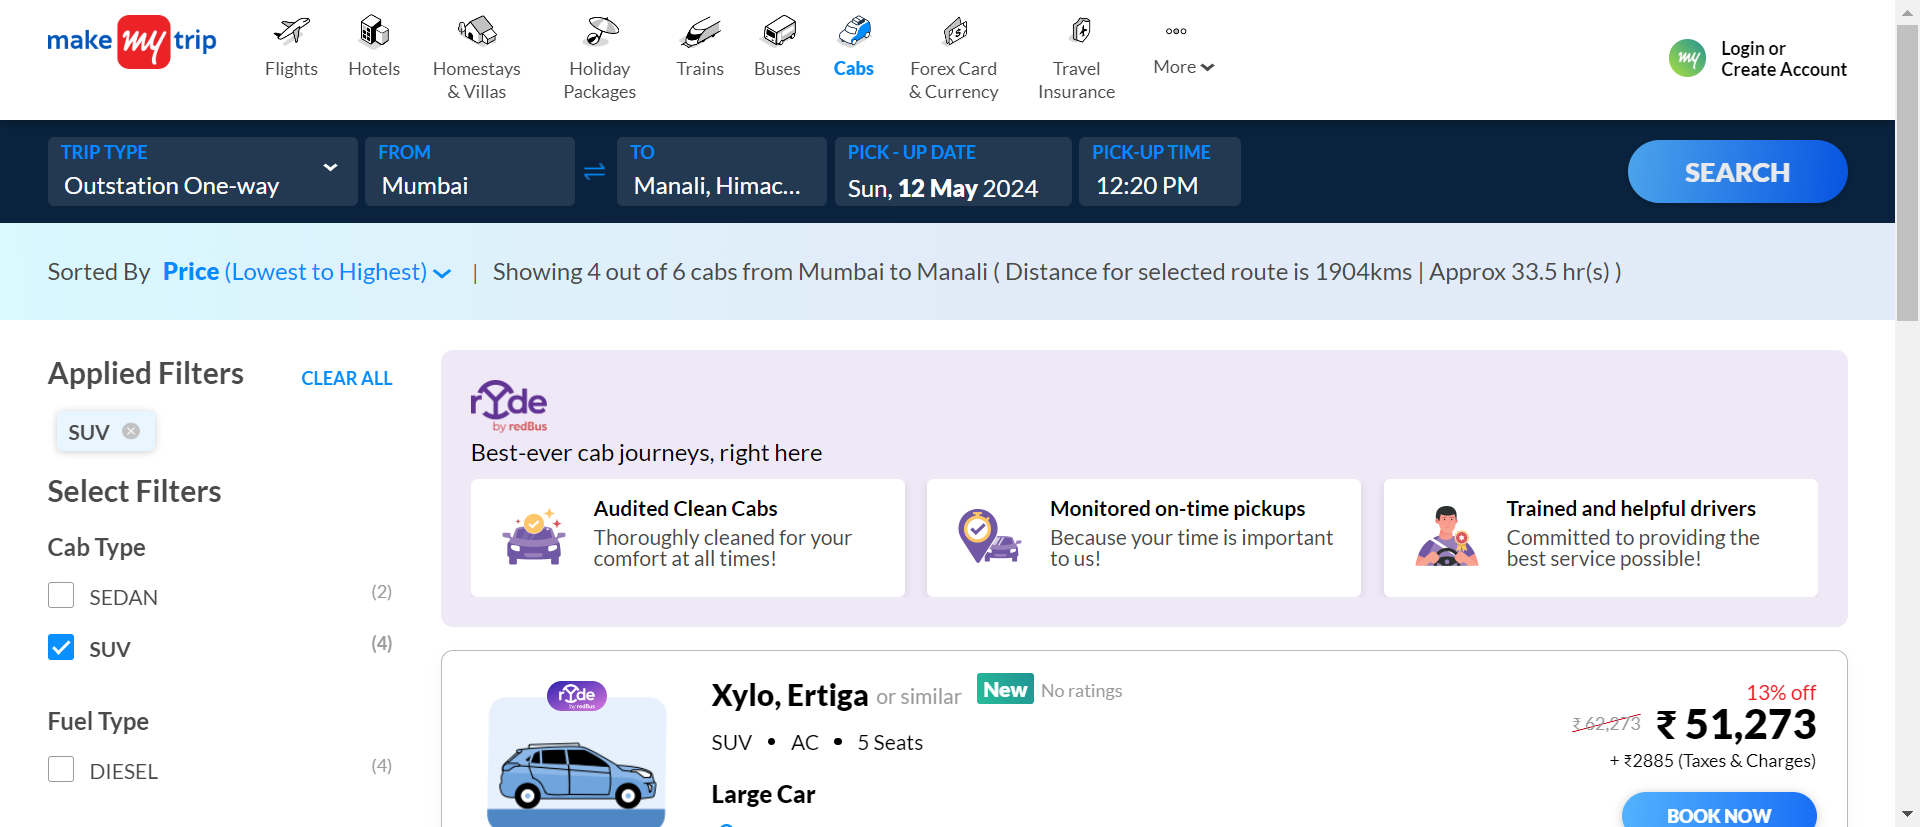 make my trip
Flights
Hotels
Homestays
& Villas
Holiday
Packages
Trains
Buses
Cabs
Forex Card
& Currency
Travel
Insurance
More
my
Login or
Create Account
TRIP TYPE
Outstation One-way
FROM
Mumbai
TO
Manali, Himac...
PICK - UP DATE
Sun, 12 May 2024
PICK-UP TIME
12:20 PM
SEARCH
Sorted By Price (Lowest to Highest) | Showing 4 out of 6 cabs from Mumbai to Manali ( Distance for selected route is 1904kms | Approx 33.5 hr(s) )
Applied Filters
CLEAR ALL
SUV
Select Filters
Cab Type
SEDAN (2)
SUV (4)
Fuel Type
DIESEL (4)
rYde
by redBus
Best-ever cab journeys, right here
Audited Clean Cabs
Thoroughly cleaned for your
comfort at all times!
Monitored on-time pickups
Because your time is important
to us!
Trained and helpful drivers
Committed to providing the
best service possible!
rYde
by redBus
Xylo, Ertiga or similar New No ratings
SUV • AC • 5 Seats
Large Car
13% off
₹ 62,273 ₹ 51,273
+ ₹2885 (Taxes & Charges)
BOOK NOW